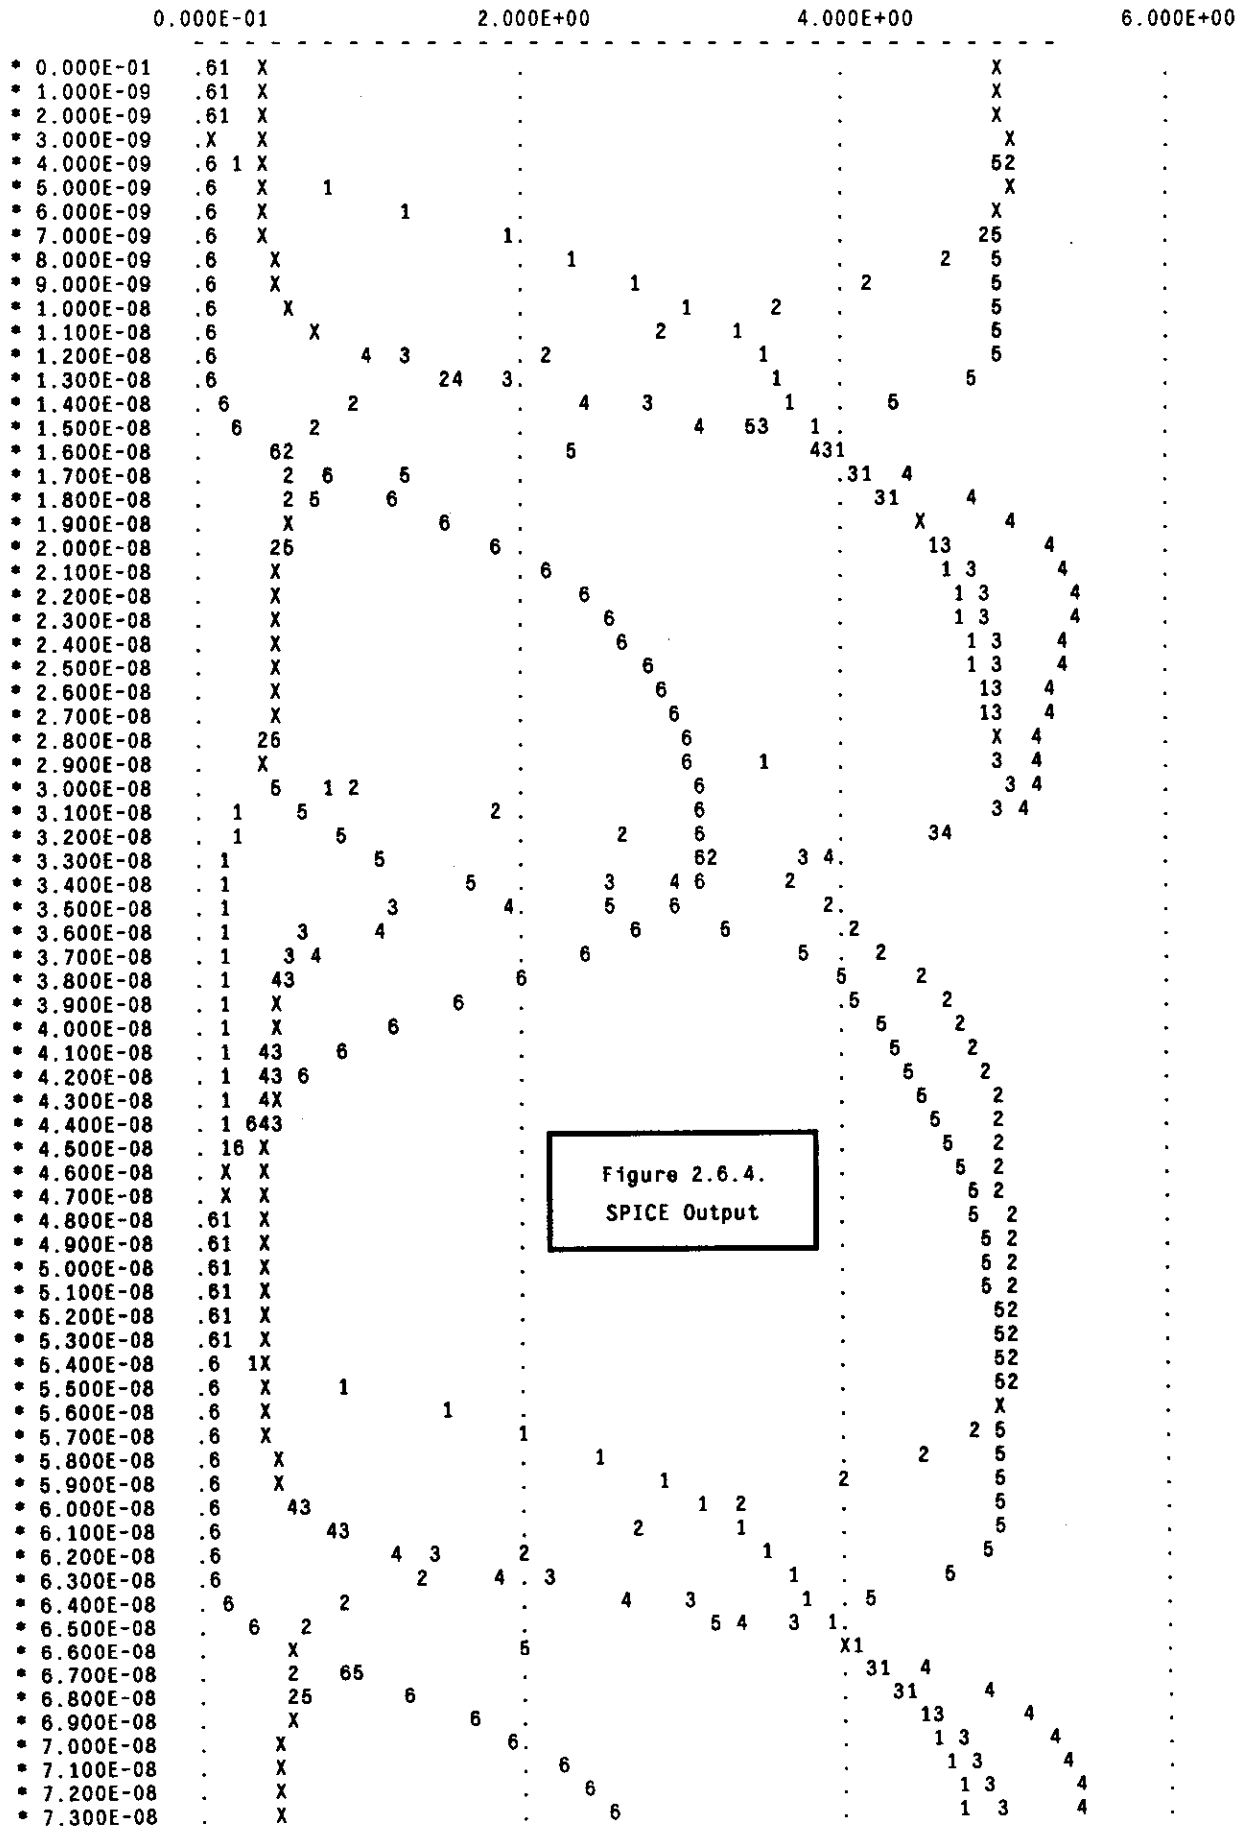 0.000E-01 2.000E+00 4.000E+00 6.000E+00
- - - - - - - - - - - - - - - - - - - - - - - - - - -
* 0.000E-01 .61 X . X .
* 1.000E-09 .61 X . X .
* 2.000E-09 .61 X . X .
* 3.000E-09 .X X . . X .
* 4.000E-09 .6 1 X . . 52 .
* 5.000E-09 .6 X 1 . . X .
* 6.000E-09 .6 X 1 . . X .
* 7.000E-09 .6 X 1. . 25 .
* 8.000E-09 .6 X . 1 . 2 5 .
* 9.000E-09 .6 X . 1 . 2 5 .
* 1.000E-08 .6 X . 1 2 . 5 .
* 1.100E-08 .6 X . 2 1 . 5 .
* 1.200E-08 .6 4 3 . 2 1 . 5 .
* 1.300E-08 .6 24 3. 1 . 5 .
* 1.400E-08 . 6 2 . 4 3 1 . 5 .
* 1.500E-08 . 6 2 . 4 53 1 . .
* 1.600E-08 . 62 . 5 431 .
* 1.700E-08 . 2 6 5 . .31 4 .
* 1.800E-08 . 2 5 6 . . 31 4 .
* 1.900E-08 . X 6 . . X 4 .
* 2.000E-08 . 25 6 . . 13 4 .
* 2.100E-08 . X . 6 . 1 3 4 .
* 2.200E-08 . X . 6 . 1 3 4 .
* 2.300E-08 . X . 6 . 1 3 4 .
* 2.400E-08 . X . 6 . 1 3 4 .
* 2.500E-08 . X . 6 . 1 3 4 .
* 2.600E-08 . X . 6 . 13 4 .
* 2.700E-08 . X . 6 . 13 4 .
* 2.800E-08 . 25 . 6 . X 4 .
* 2.900E-08 . X . 6 1 . 3 4 .
* 3.000E-08 . 5 1 2 . 6 . 3 4 .
* 3.100E-08 . 1 5 2 . 6 . 3 4 .
* 3.200E-08 . 1 5 . 2 6 . 34 .
* 3.300E-08 . 1 5 . 62 3 4. .
* 3.400E-08 . 1 5 . 3 4 6 2 . .
* 3.500E-08 . 1 3 4. 5 6 2. .
* 3.600E-08 . 1 3 4 . 6 5 .2 .
* 3.700E-08 . 1 3 4 . 6 5 . 2 .
* 3.800E-08 . 1 43 6 5 2 .
* 3.900E-08 . 1 X 6 . .5 2 .
* 4.000E-08 . 1 X 6 . . 5 2 .
* 4.100E-08 . 1 43 6 . . 5 2 .
* 4.200E-08 . 1 43 6 . . 5 2 .
* 4.300E-08 . 1 4X . . 5 2 .
* 4.400E-08 . 1 643 . . 5 2 .
* 4.500E-08 . 16 X . 5 2 .
* 4.600E-08 . X X . 5 2 .
* 4.700E-08 . X X . 5 2 .
* 4.800E-08 .61 X . 5 2 .
* 4.900E-08 .61 X . 5 2 .
* 5.000E-08 .61 X . . 5 2 .
* 5.100E-08 .61 X . . 5 2 .
* 5.200E-08 .61 X . . 52 .
* 5.300E-08 .61 X . . 52 .
* 5.400E-08 .6 1X . . 52 .
* 5.500E-08 .6 X 1 . . 52 .
* 5.600E-08 .6 X 1 . . X .
* 5.700E-08 .6 X 1 . 2 5 .
* 5.800E-08 .6 X . 1 . 2 5 .
* 5.900E-08 .6 X . 1 2 5 .
* 6.000E-08 .6 43 . 1 2 . 5 .
* 6.100E-08 .6 43 . 2 1 . 5 .
* 6.200E-08 .6 4 3 2 1 . 5 .
* 6.300E-08 .6 2 4 . 3 1 . 5 .
* 6.400E-08 . 6 2 . 4 3 1 . 5 .
* 6.500E-08 . 6 2 . 5 4 3 1. .
* 6.600E-08 . X 5 X1 .
* 6.700E-08 . 2 65 . . 31 4 .
* 6.800E-08 . 25 6 . . 31 4 .
* 6.900E-08 . X 6 . . 13 4 .
* 7.000E-08 . X 6. . 1 3 4 .
* 7.100E-08 . X . 6 . 1 3 4 .
* 7.200E-08 . X . 6 . 1 3 4 .
* 7.300E-08 . X . 6 . 1 3 4 .
Figure 2.6.4.
SPICE Output